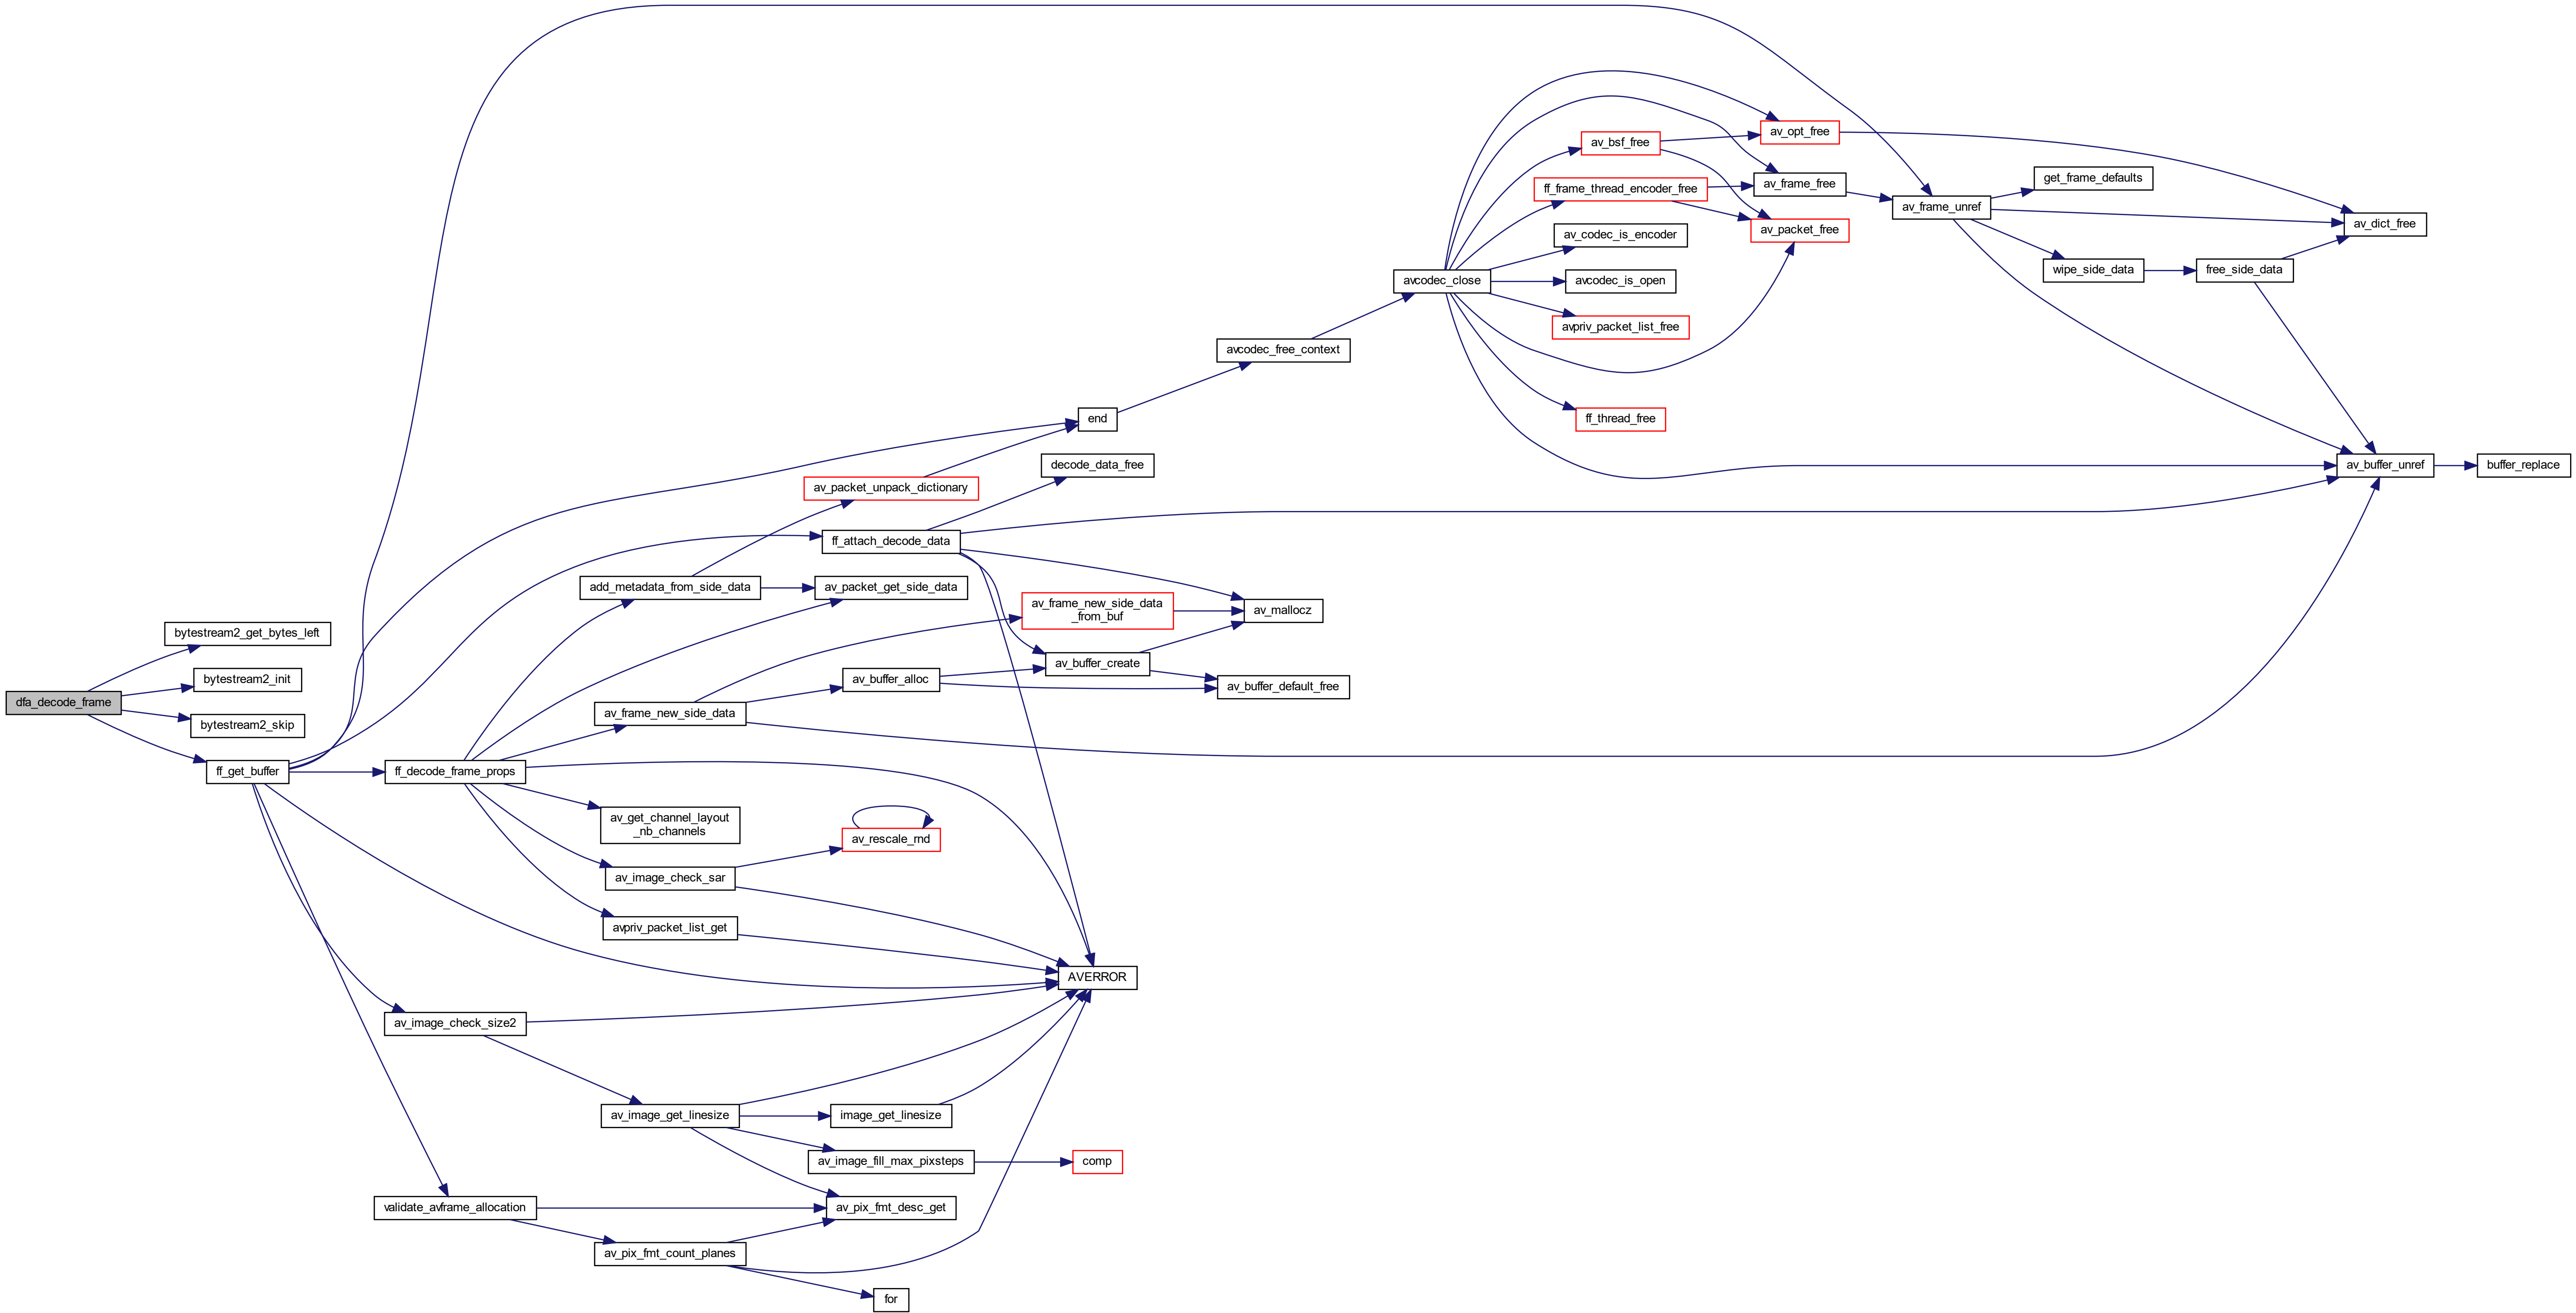 dfa_decode_frame
bytestream2_get_bytes_left
bytestream2_init
bytestream2_skip
ff_get_buffer
ff_decode_frame_props
av_image_check_size2
validate_avframe_allocation
add_metadata_from_side_data
av_frame_new_side_data
av_get_channel_layout
_nb_channels
av_image_check_sar
avpriv_packet_list_get
av_image_get_linesize
av_pix_fmt_count_planes
av_packet_unpack_dictionary
ff_attach_decode_data
av_packet_get_side_data
av_buffer_alloc
av_rescale_rnd
image_get_linesize
av_image_fill_max_pixsteps
av_pix_fmt_desc_get
for
end
decode_data_free
av_frame_new_side_data
_from_buf
av_buffer_create
AVERROR
comp
avcodec_free_context
av_mallocz
av_buffer_default_free
avcodec_close
av_bsf_free
ff_frame_thread_encoder_free
av_codec_is_encoder
avcodec_is_open
avpriv_packet_list_free
ff_thread_free
av_opt_free
av_frame_free
av_packet_free
av_frame_unref
get_frame_defaults
wipe_side_data
free_side_data
av_dict_free
av_buffer_unref
buffer_replace